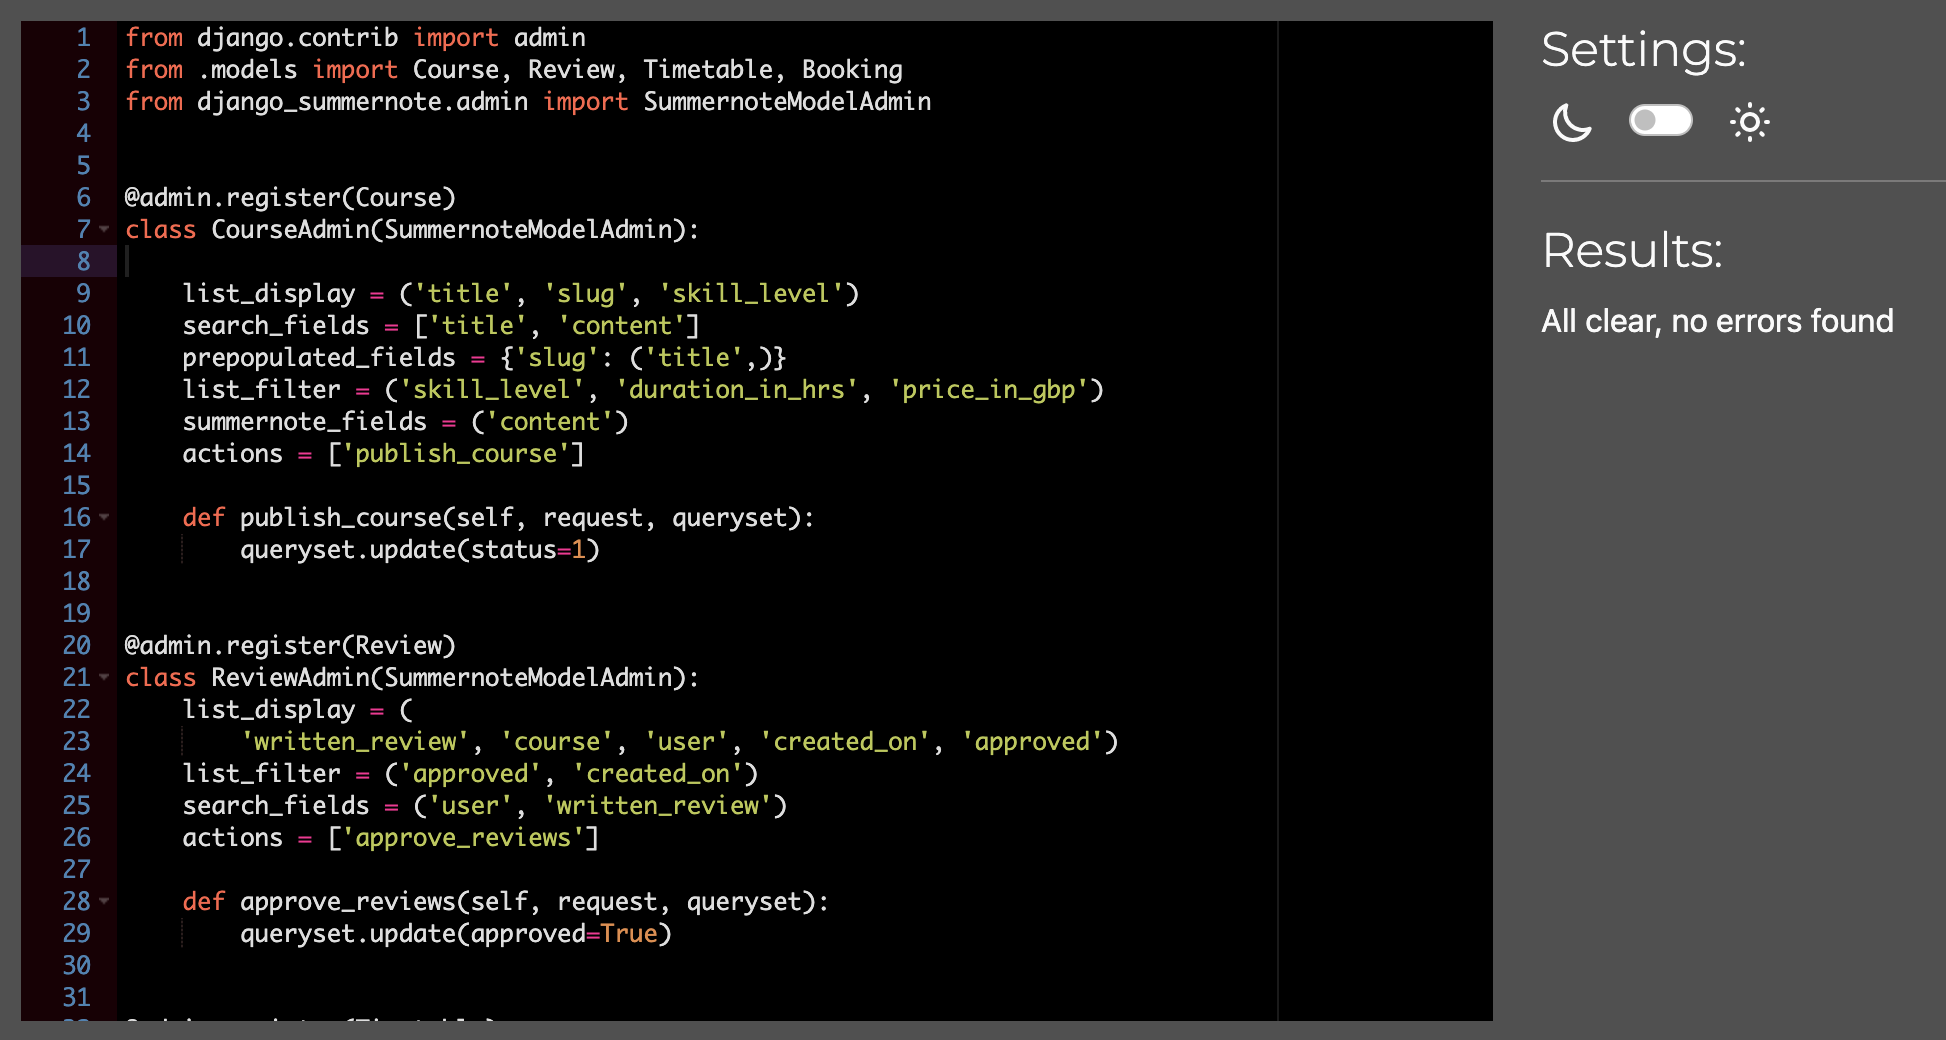 1 from django.contrib import admin
2 from .models import Course, Review, Timetable, Booking
3 from django_summernote.admin import SummernoteModelAdmin
4
5
6 @admin.register(Course)
7 class CourseAdmin(SummernoteModelAdmin):
8
9     list_display = ('title', 'slug', 'skill_level')
10     search_fields = ['title', 'content']
11     prepopulated_fields = {'slug': ('title',)}
12     list_filter = ('skill_level', 'duration_in_hrs', 'price_in_gbp')
13     summernote_fields = ('content')
14     actions = ['publish_course']
15
16     def publish_course(self, request, queryset):
17         queryset.update(status=1)
18
19
20 @admin.register(Review)
21 class ReviewAdmin(SummernoteModelAdmin):
22     list_display = (
23         'written_review', 'course', 'user', 'created_on', 'approved')
24     list_filter = ('approved', 'created_on')
25     search_fields = ('user', 'written_review')
26     actions = ['approve_reviews']
27
28     def approve_reviews(self, request, queryset):
29         queryset.update(approved=True)
30
31
Settings:
Results:
All clear, no errors found